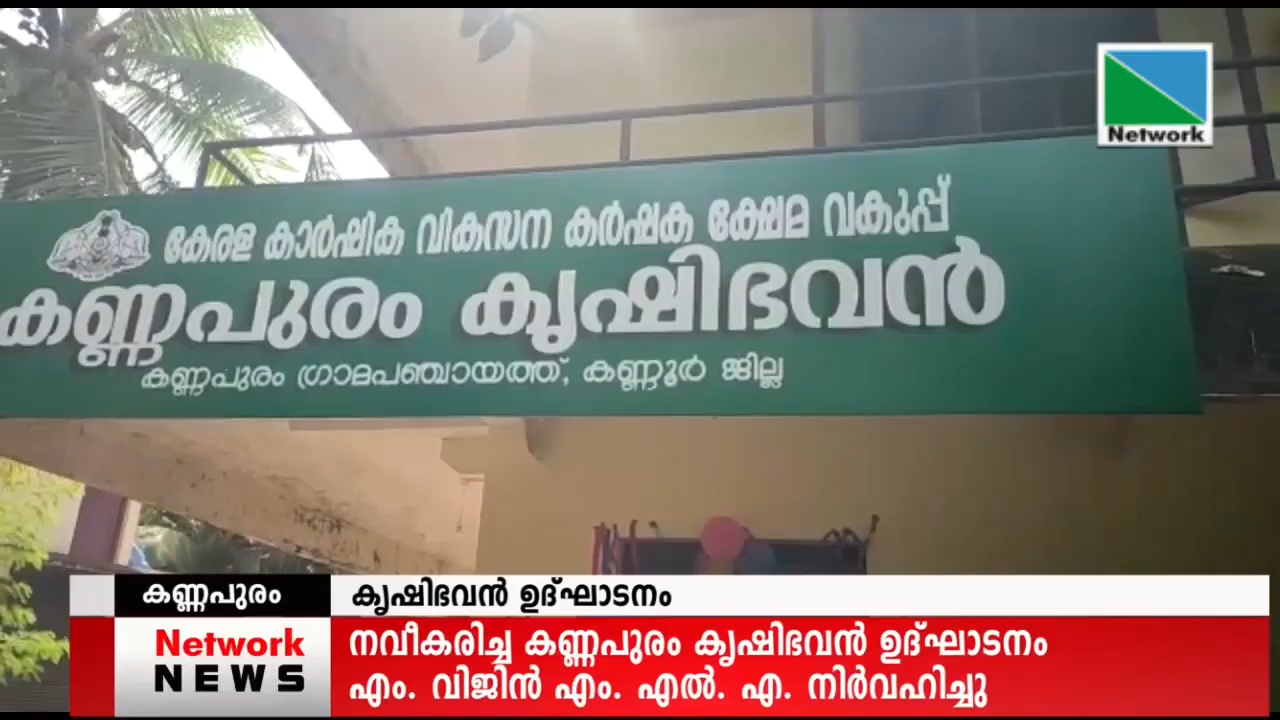 Network
കേരള കാർഷിക വികസന കർഷക ക്ഷേമ വകുപ്പ്
കണ്ണപുരം കൃഷിഭവൻ
കണ്ണപുരം ഗ്രാമപഞ്ചായത്ത്, കണ്ണൂർ ജില്ല
കണ്ണപുരം
കൃഷിഭവൻ ഉദ്ഘാടനം
Network
NEWS
നവീകരിച്ച കണ്ണപുരം കൃഷിഭവൻ ഉദ്ഘാടനം
എം. വിജിൻ എം. എൽ. എ. നിർവഹിച്ചു